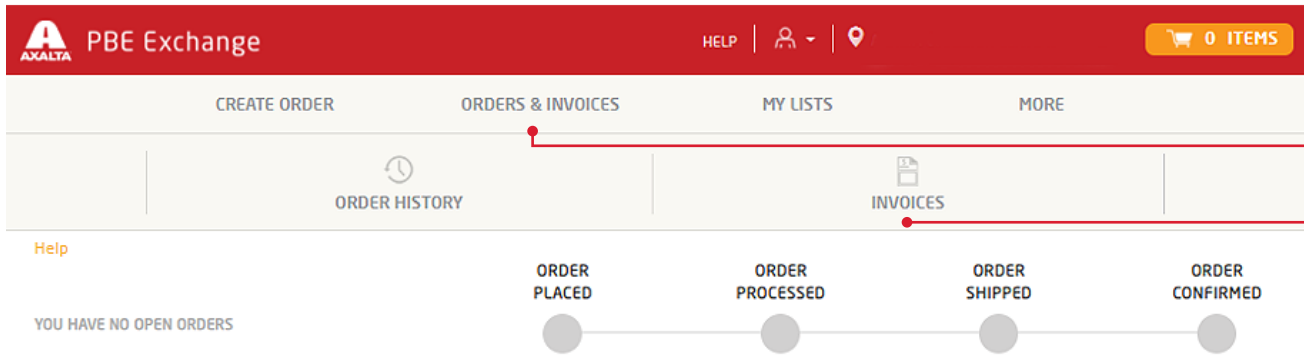 AXALTA PBE Exchange HELP 0 ITEMS
CREATE ORDER ORDERS & INVOICES MY LISTS MORE
ORDER HISTORY INVOICES
Help
ORDER PLACED
ORDER PROCESSED
ORDER SHIPPED
ORDER CONFIRMED
YOU HAVE NO OPEN ORDERS